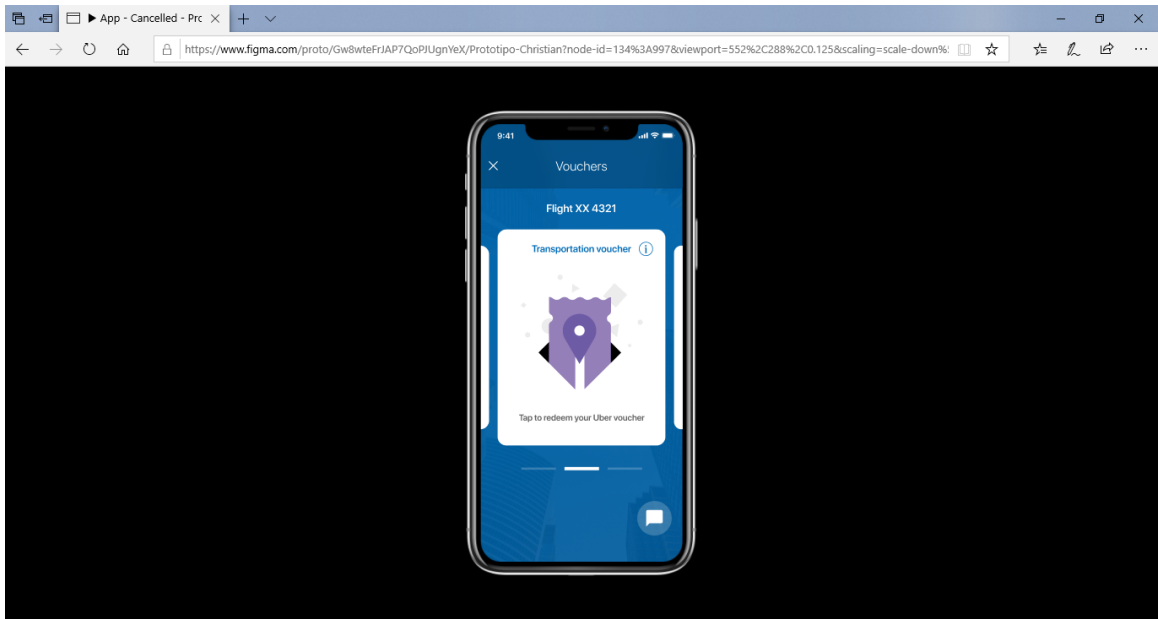 App - Cancelled - Prc
https://www.figma.com/proto/Gw8wteFrJAP7QoPJUgnYeX/Prototipo-Christian?node-id=134%3A997&viewport=552%2C288%2C0.125&scaling=scale-down%
9:41
Vouchers
Flight XX 4321
Transportation voucher
Tap to redeem your Uber voucher